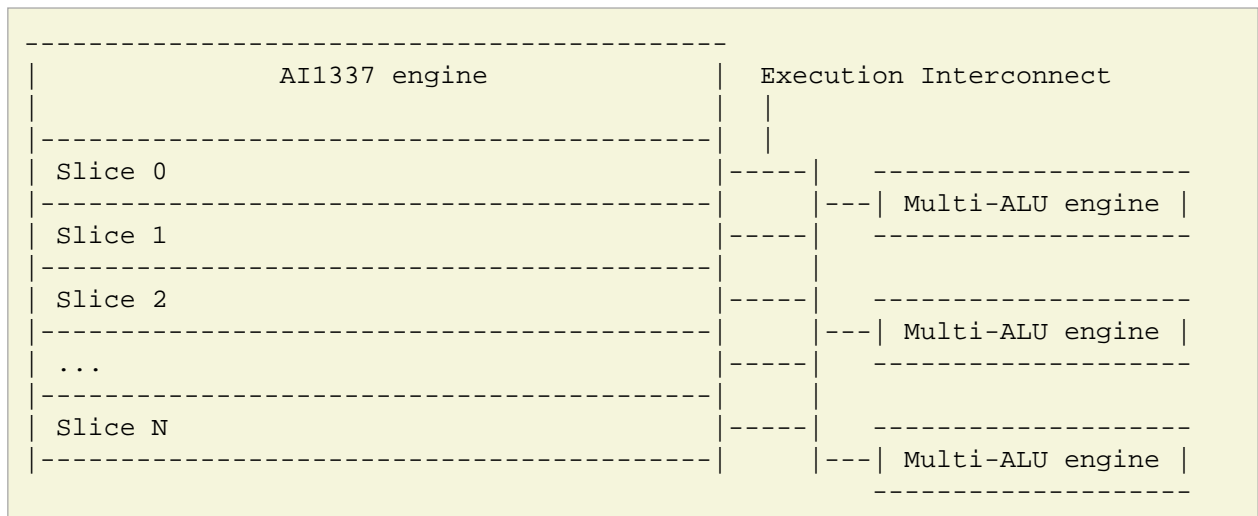 --------------------------------------------
|               AI1337 engine              |  Execution Interconnect
|                                          |  |
|------------------------------------------|  |
| Slice 0                                  |-----|   --------------------
|------------------------------------------|     |---| Multi-ALU engine |
| Slice 1                                  |-----|   --------------------
|------------------------------------------|     |
| Slice 2                                  |-----|   --------------------
|------------------------------------------|     |---| Multi-ALU engine |
| ...                                      |-----|   --------------------
|------------------------------------------|     |
| Slice N                                  |-----|   --------------------
|------------------------------------------|     |---| Multi-ALU engine |
                                                     --------------------